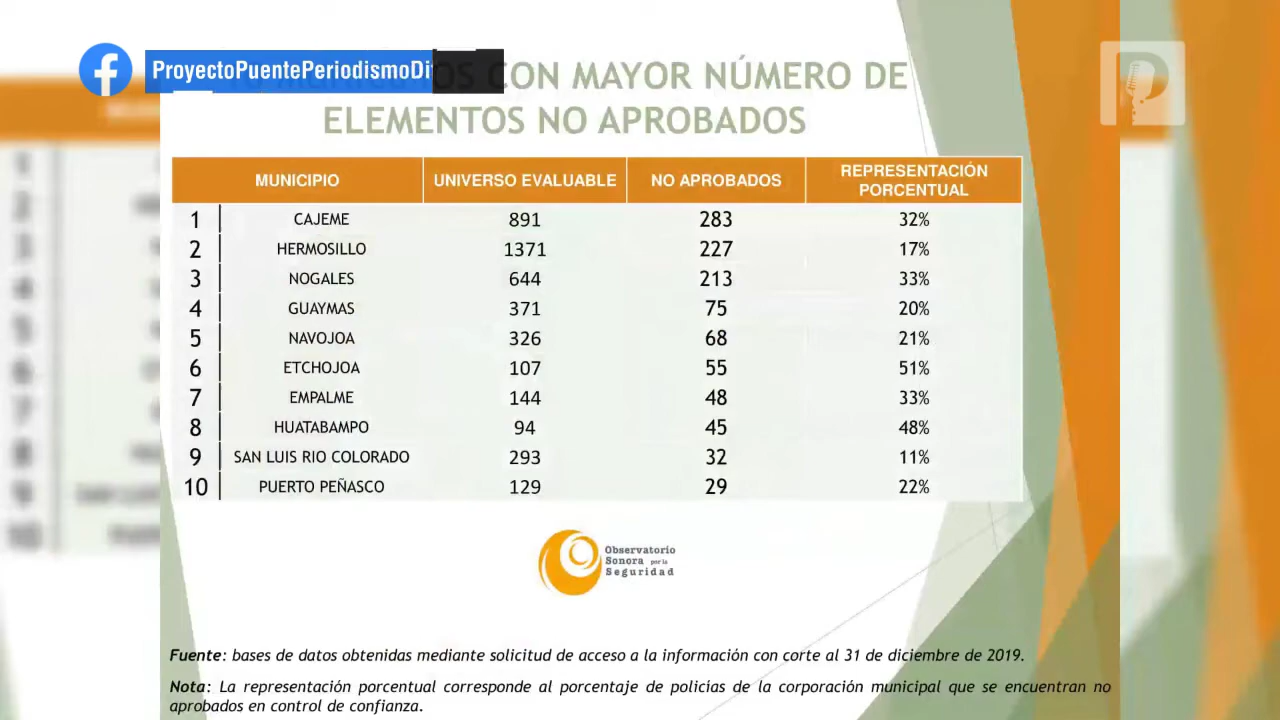 ProyectoPuentePeriodismoDi
CON MAYOR NÚMERO DE
ELEMENTOS NO APROBADOS
MUNICIPIO UNIVERSO EVALUABLE NO APROBADOS REPRESENTACIÓN PORCENTUAL
1 CAJEME 891 283 32%
2 HERMOSILLO 1371 227 17%
3 NOGALES 644 213 33%
4 GUAYMAS 371 75 20%
5 NAVOJOA 326 68 21%
6 ETCHOJOA 107 55 51%
7 EMPALME 144 48 33%
8 HUATABAMPO 94 45 48%
9 SAN LUIS RIO COLORADO 293 32 11%
10 PUERTO PEÑASCO 129 29 22%
Observatorio
Sonora por la
Seguridad
Fuente: bases de datos obtenidas mediante solicitud de acceso a la información con corte al 31 de diciembre de 2019.
Nota: La representación porcentual corresponde al porcentaje de policías de la corporación municipal que se encuentran no
aprobados en control de confianza.